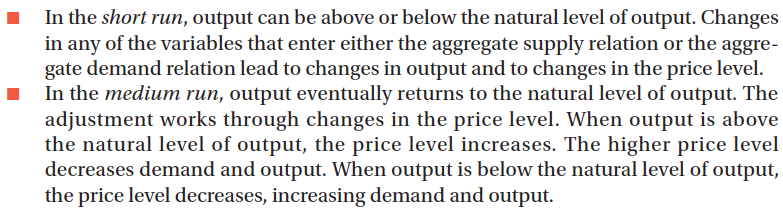 In the short run, output can be above or below the natural level of output. Changes
in any of the variables that enter either the aggregate supply relation or the aggre-
gate demand relation lead to changes in output and to changes in the price level.
In the medium run, output eventually returns to the natural level of output. The
adjustment works through changes in the price level. When output is above
the natural level of output, the price level increases. The higher price level
decreases demand and output. When output is below the natural level of output,
the price level decreases, increasing demand and output.